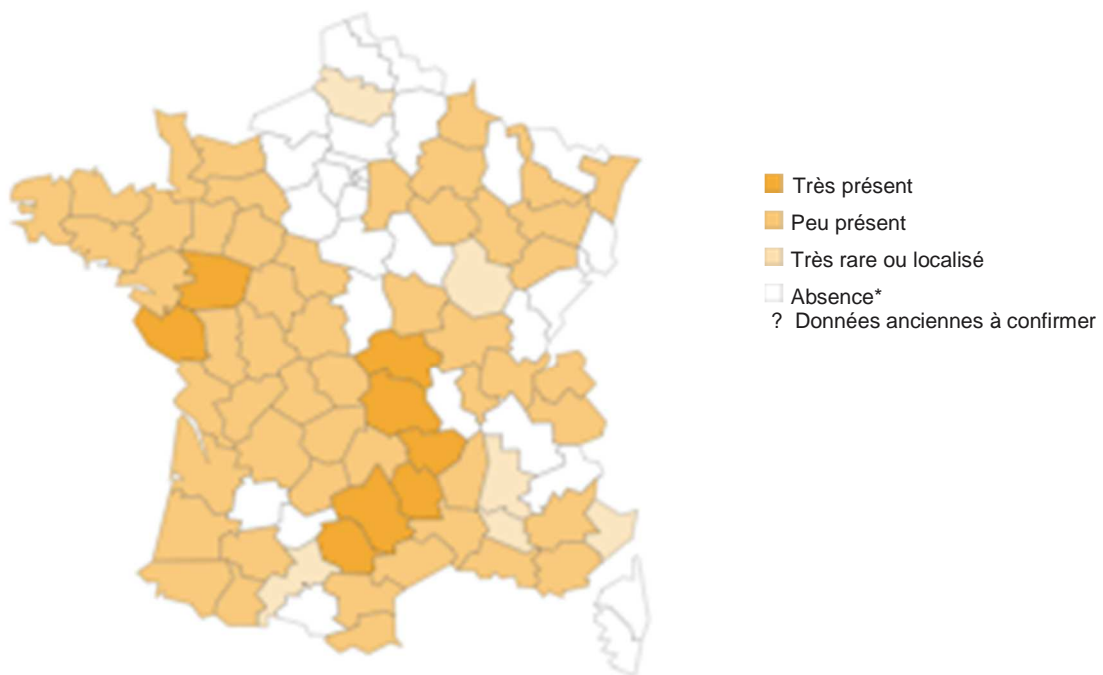 Très présent
Peu présent
Très rare ou localisé
Absence*
? Données anciennes à confirmer